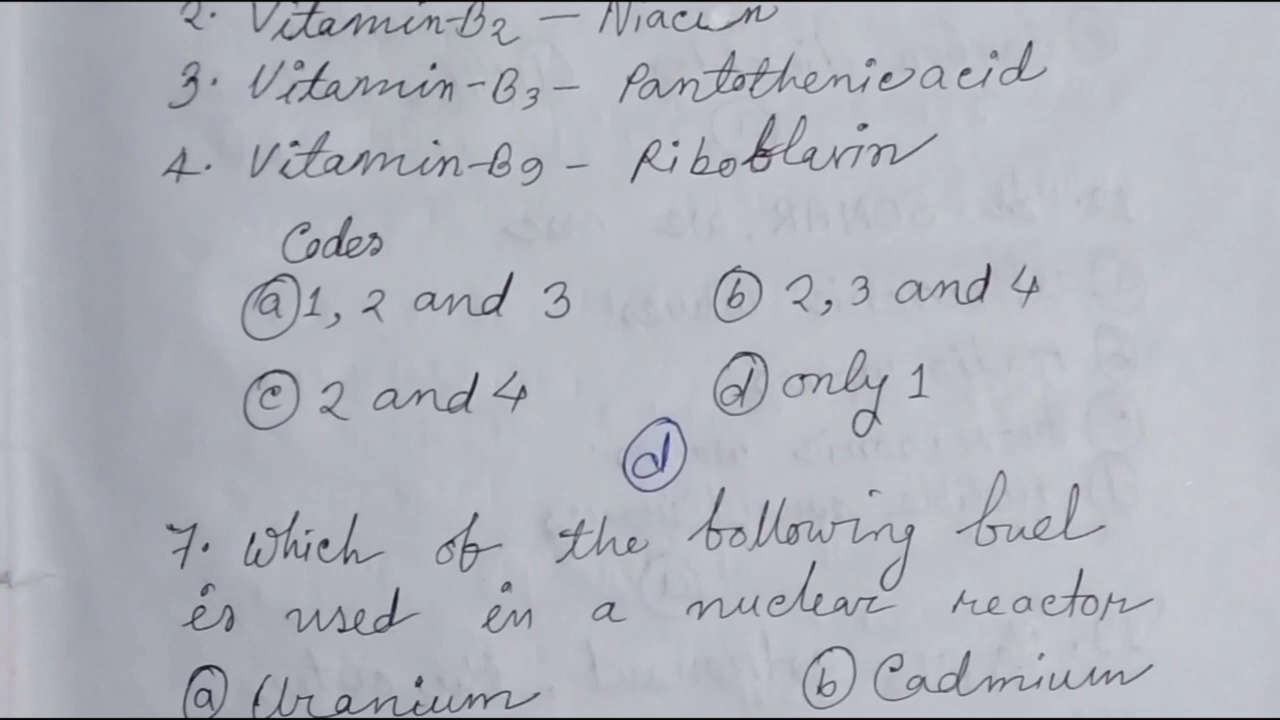 2. Vitamin-B2 - Niacin
3. Vitamin-B3 - Pantothenic acid
4. Vitamin-B9 - Riboflavin
Codes
ⓐ 1, 2 and 3 ⓑ 2, 3 and 4
ⓒ 2 and 4 ⓓ only 1
ⓓ
7. Which of the following fuel
is used in a nuclear reactor
ⓐ Uranium ⓑ Cadmium